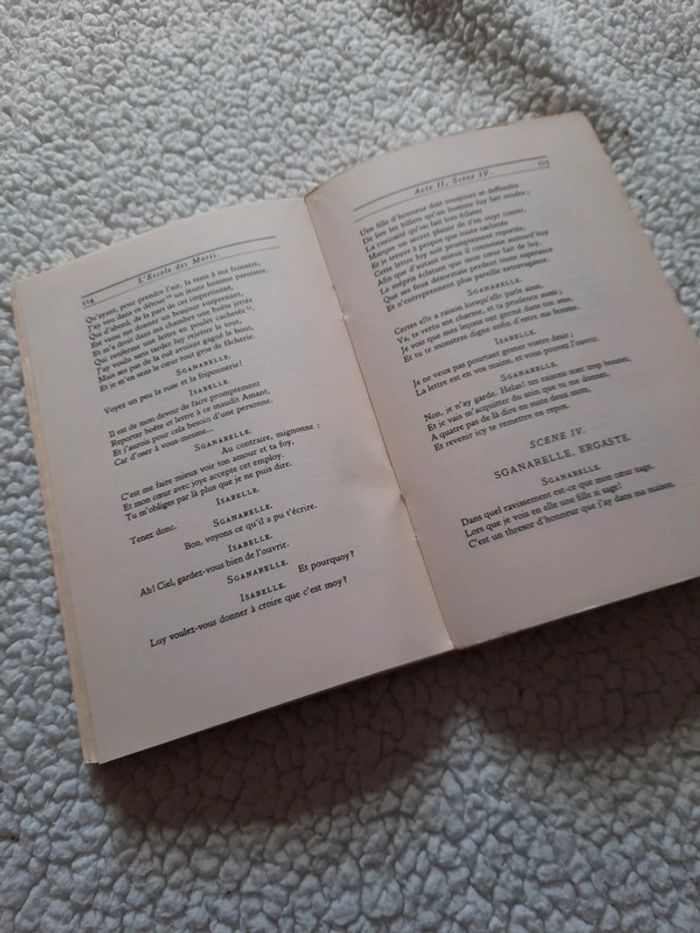 L'Escole des Maris.
224
Qu'ayant, pour prendre l'air, la teste à ma fenestre,
J'ay veu dans ce détour un jeune homme paroistre,
Qui d'abord, de la part de cet impertinent,
Est venu me donner un bonjour surprenant,
Et m'a droit dans ma chambre une boëte jettée
Qui renferme une lettre en poulet cachetée.
J'ay voulu sans tarder luy rejetter le tout;
Mais ses pas de la ruë avoient gagné le bout,
Et je m'en sens le cœur tout gros de fâcherie.
SGANARELLE.
Voyez un peu la ruse et la friponnerie!
ISABELLE.
Il est de mon devoir de faire promptement
Reporter boëte et lettre à ce maudit Amant,
Et j'aurois pour cela besoin d'une personne.
Car d'oser à vous-mesme...
SGANARELLE.
Au contraire, mignonne:
C'est me faire mieux voir ton amour et ta foy,
Et mon cœur avec joye accepte cet employ.
Tu m'obliges par là plus que je ne puis dire.
ISABELLE.
Tenez donc.
SGANARELLE.
Bon, voyons ce qu'il a pu t'écrire.
ISABELLE.
Ah! Ciel, gardez-vous bien de l'ouvrir.
SGANARELLE.
Et pourquoy?
ISABELLE.
Luy voulez-vous donner à croire que c'est moy?
Acte II, Scène IV.
225
Une fille d'honneur doit toujours se deffendre
De lire les billets qu'un homme luy fait rendre;
La curiosité qu'on fait lors éclater
Marque un secret plaisir de s'en ouyr conter,
Et je treuve à propos que toute cachetée
Cette lettre luy soit promptement reportée,
Afin que d'autant mieux il connoisse aujourd'huy
Le mépris éclatant que mon cœur fait de luy,
Que ses feux desormais perdent toute esperance
Et n'entreprennent plus pareille extravagance.
SGANARELLE.
Certes elle a raison lorsqu'elle parle ainsi.
Va, ta vertu me charme, et ta prudence aussi;
Je vois que mes leçons ont germé dans ton ame,
Et tu te monstres digne enfin d'estre ma femme.
ISABELLE.
Je ne veux pas pourtant gesner vostre desir;
La lettre est en vos mains, et vous pouvez l'ouvrir.
SGANARELLE.
Non, je n'y ay garde. Helas! tes raisons sont trop bonnes,
Et je vais m'acquitter du soin que tu me donnes,
A quatre pas de là dire en suite deux mots,
Et revenir icy te remettre en repos.
SCENE IV.
SGANARELLE, ERGASTE.
SGANARELLE.
Dans quel ravissement est-ce que mon cœur nage,
Lors que je vois en elle une fille si sage!
C'est un thresor d'honneur que j'ay dans ma maison.